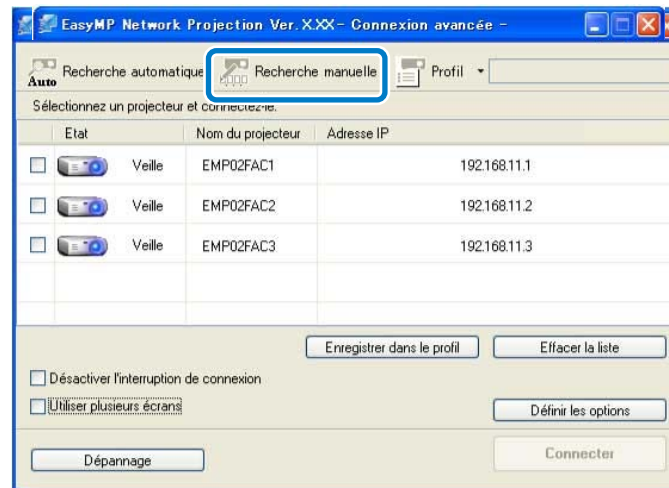 EasyMP Network Projection Ver.X.XX - Connexion avancée -
Auto Recherche automatique Recherche manuelle Profil
Sélectionnez un projecteur et connectez-le.
Etat Nom du projecteur Adresse IP
Veille EMP02FAC1 192.168.11.1
Veille EMP02FAC2 192.168.11.2
Veille EMP02FAC3 192.168.11.3
Enregistrer dans le profil Effacer la liste
Désactiver l'interruption de connexion
Utiliser plusieurs écrans
Définir les options
Dépannage Connecter